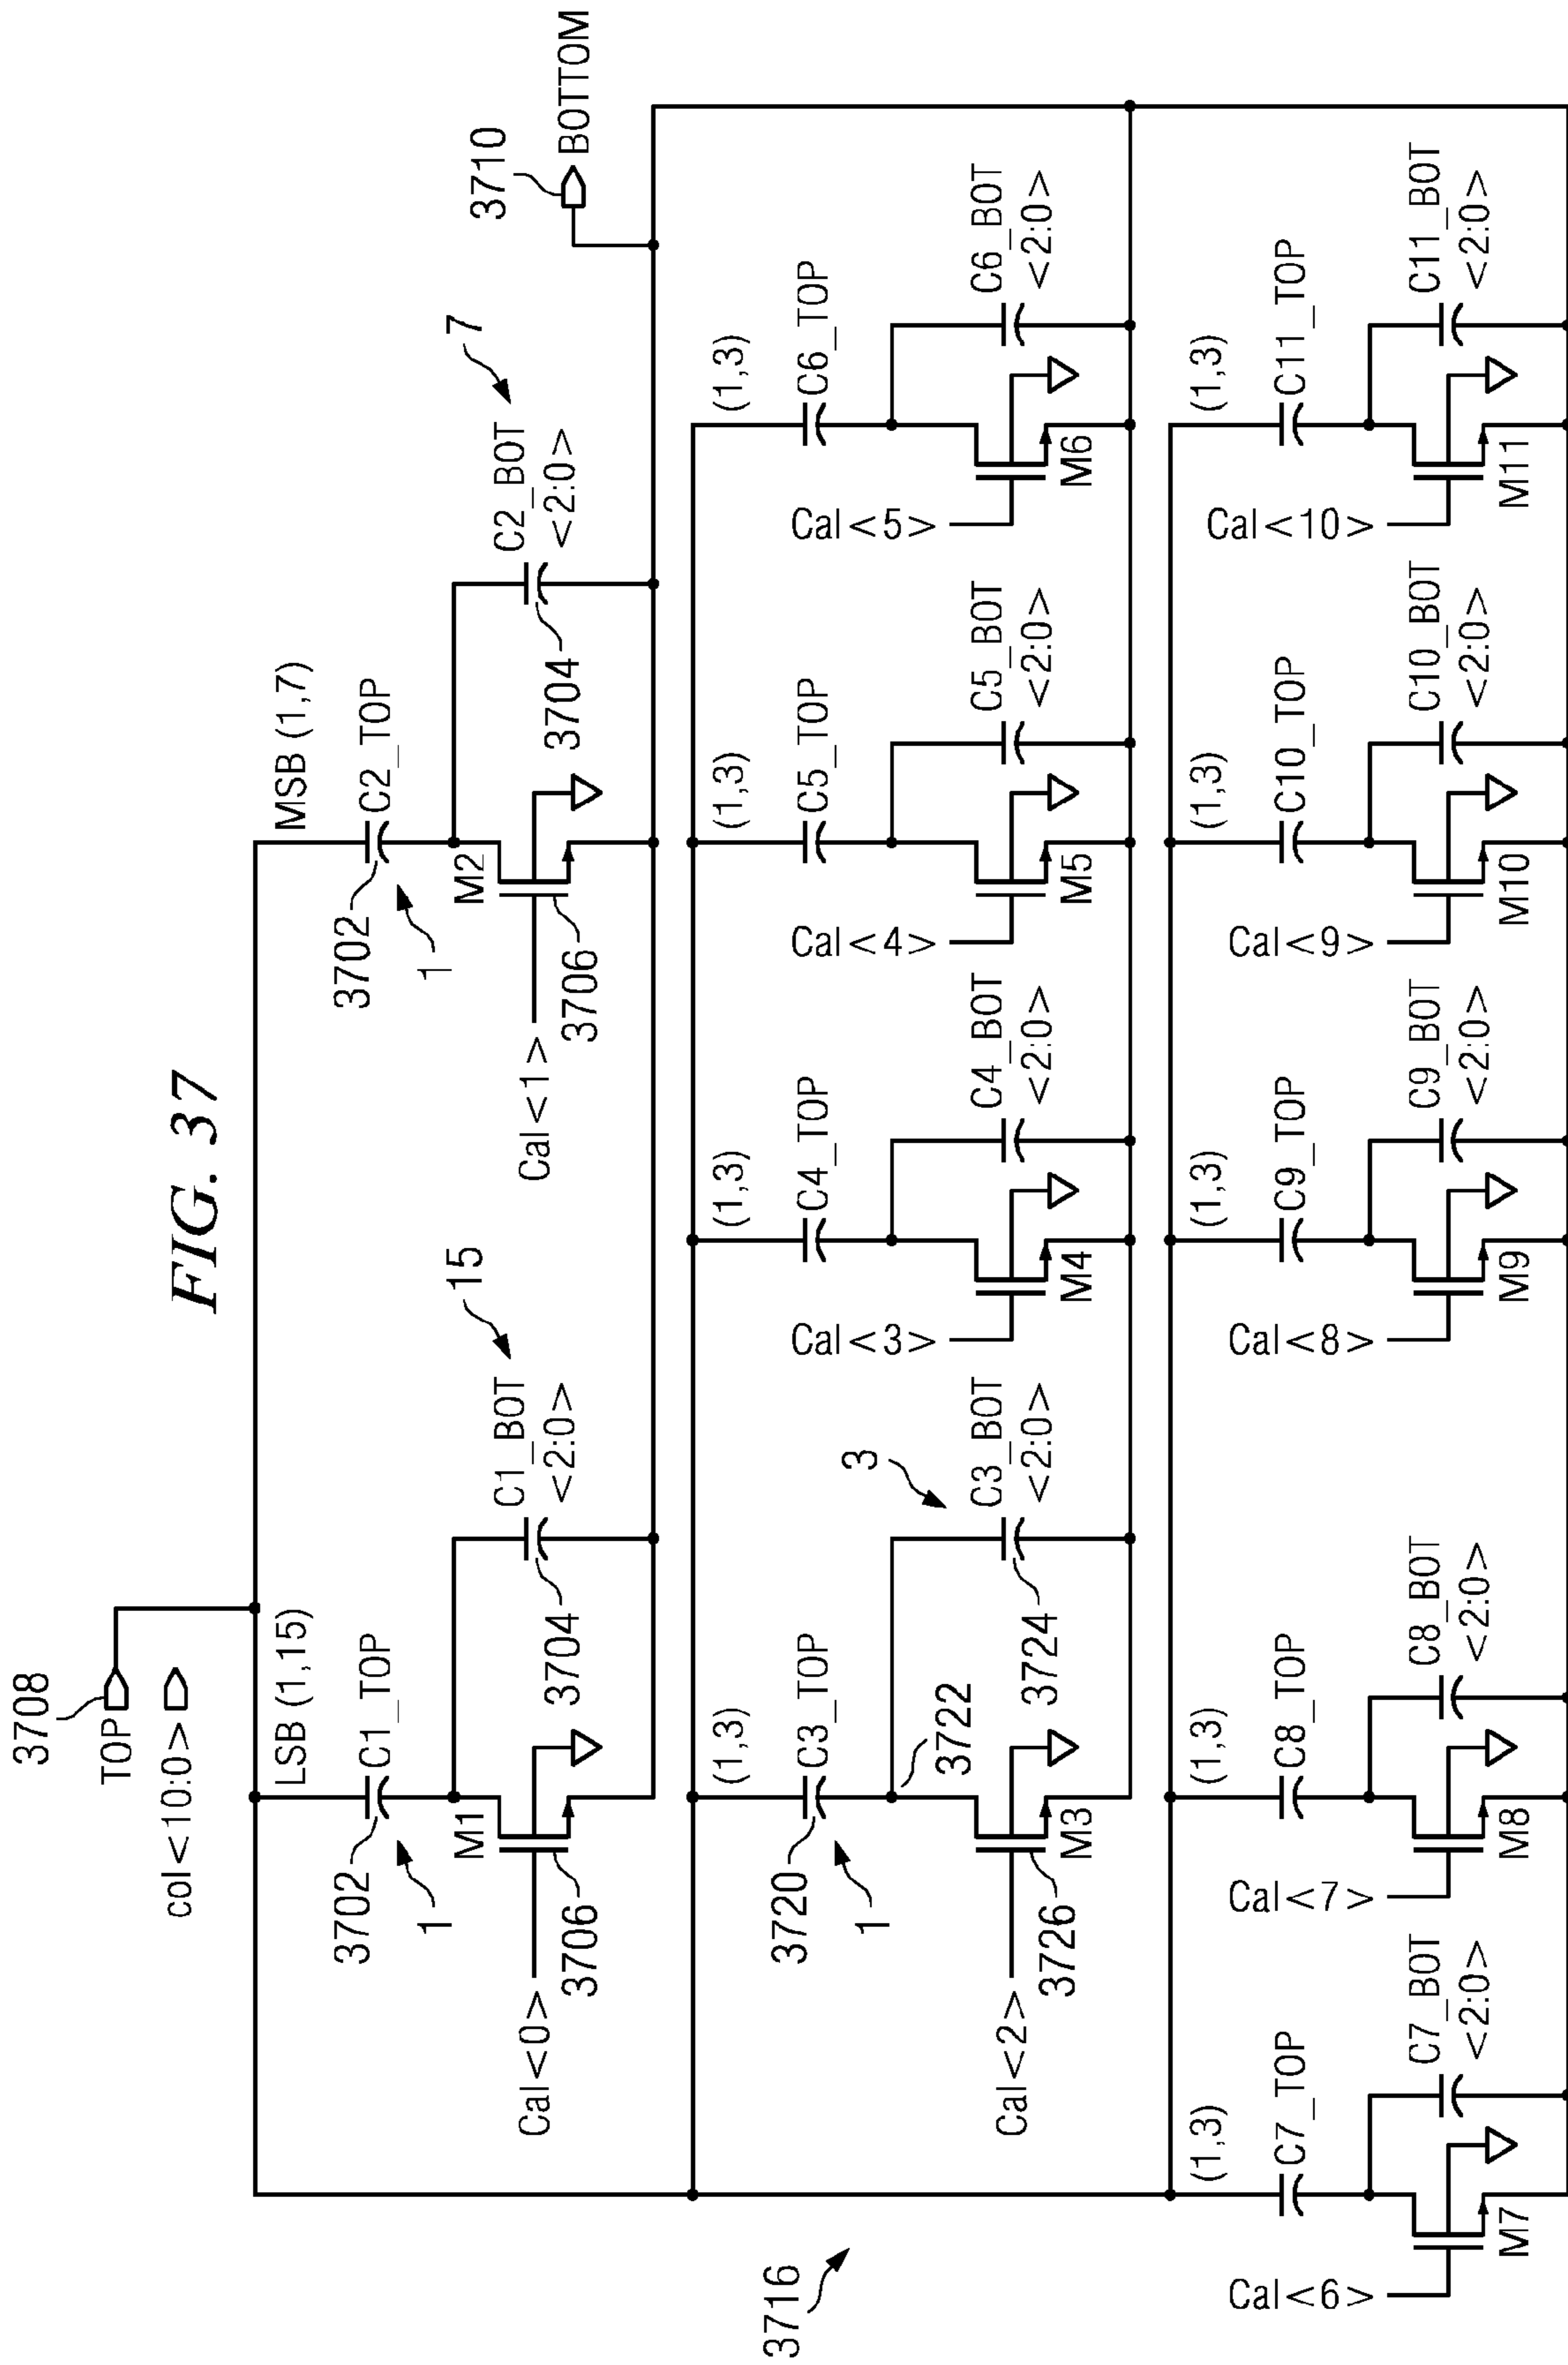 FIG. 37
3708
TOP
col<10:0>
LSB (1,15)
3702
C1_TOP
1
M1
3706
Cal<0>
15
C1_BOT
<2:0>
3704
MSB (1,7)
3702
C2_TOP
1
M2
3706
Cal<1>
7
C2_BOT
<2:0>
3704
3710
BOTTOM
(1,3)
3720
C3_TOP
1
3722
M3
3726
Cal<2>
3
C3_BOT
<2:0>
3724
(1,3)
C4_TOP
M4
Cal<3>
C4_BOT
<2:0>
(1,3)
C5_TOP
M5
Cal<4>
C5_BOT
<2:0>
(1,3)
C6_TOP
M6
Cal<5>
C6_BOT
<2:0>
3716
(1,3)
C7_TOP
M7
Cal<6>
C7_BOT
<2:0>
(1,3)
C8_TOP
M8
Cal<7>
C8_BOT
<2:0>
(1,3)
C9_TOP
M9
Cal<8>
C9_BOT
<2:0>
(1,3)
C10_TOP
M10
Cal<9>
C10_BOT
<2:0>
(1,3)
C11_TOP
M11
Cal<10>
C11_BOT
<2:0>